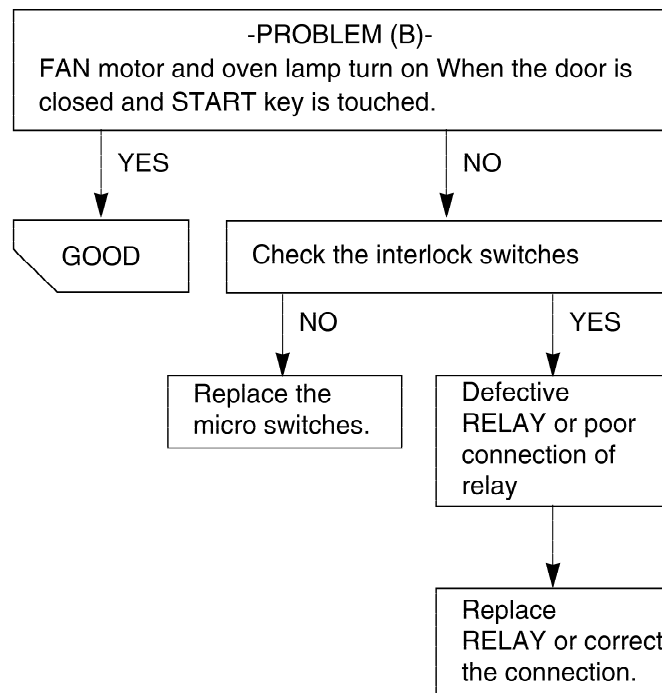 -PROBLEM (B)-
FAN motor and oven lamp turn on When the door is
closed and START key is touched.
YES
NO
GOOD
Check the interlock switches
NO
YES
Replace the
micro switches.
Defective
RELAY or poor
connection of
relay
Replace
RELAY or correct
the connection.